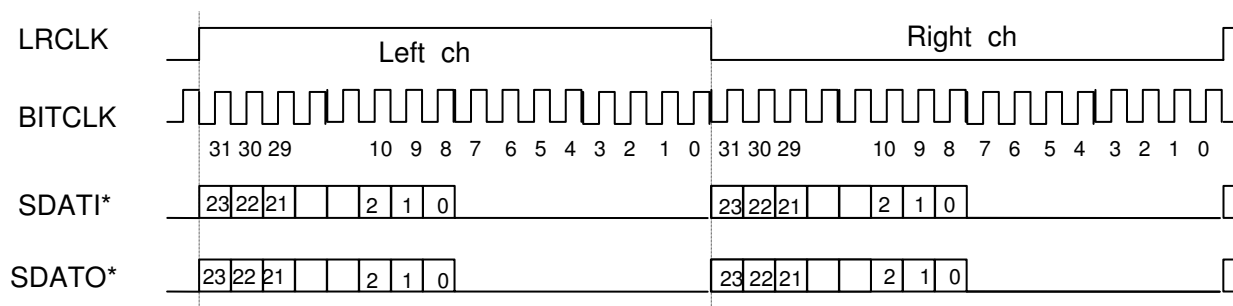 LRCLK Left ch Right ch
BITCLK
31 30 29 10 9 8 7 6 5 4 3 2 1 0 31 30 29 10 9 8 7 6 5 4 3 2 1 0
SDATI* 23 22 21 2 1 0 23 22 21 2 1 0
SDATO* 23 22 21 2 1 0 23 22 21 2 1 0